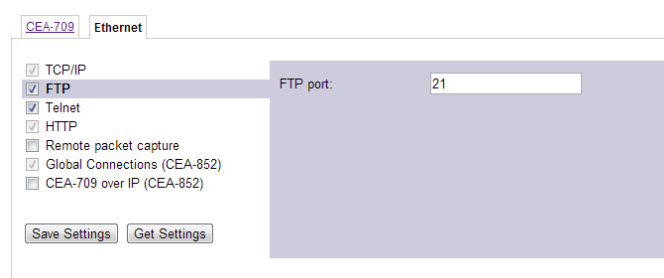 CEA-709 Ethernet
TCP/IP
FTP
FTP port: 21
Telnet
HTTP
Remote packet capture
Global Connections (CEA-852)
CEA-709 over IP (CEA-852)
Save Settings Get Settings